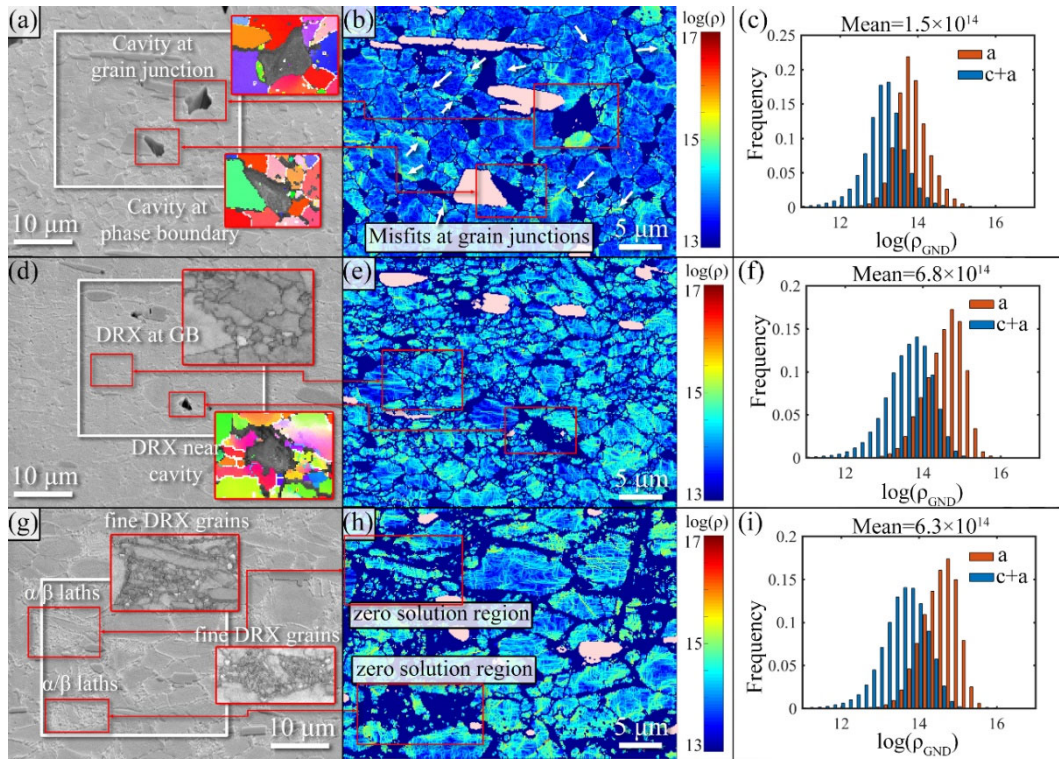 (a)
Cavity at
grain junction
Cavity at
phase boundary
10 μm
(b)
Misfits at grain junctions
5 μm
log(ρ)
17
15
13
(c)
Mean=1.5×10¹⁴
a
c+a
Frequency
0.25
0.2
0.15
0.1
0.05
0
12
14
16
log(ρGND)
(d)
DRX at GB
DRX near
cavity
10 μm
(e)
5 μm
log(ρ)
17
15
13
(f)
Mean=6.8×10¹⁴
a
c+a
Frequency
0.2
0.15
0.1
0.05
0
12
14
16
log(ρGND)
(g)
fine DRX grains
α/β laths
fine DRX grains
α/β laths
10 μm
(h)
zero solution region
zero solution region
5 μm
log(ρ)
17
15
13
(i)
Mean=6.3×10¹⁴
a
c+a
Frequency
0.2
0.15
0.1
0.05
0
12
14
16
log(ρGND)